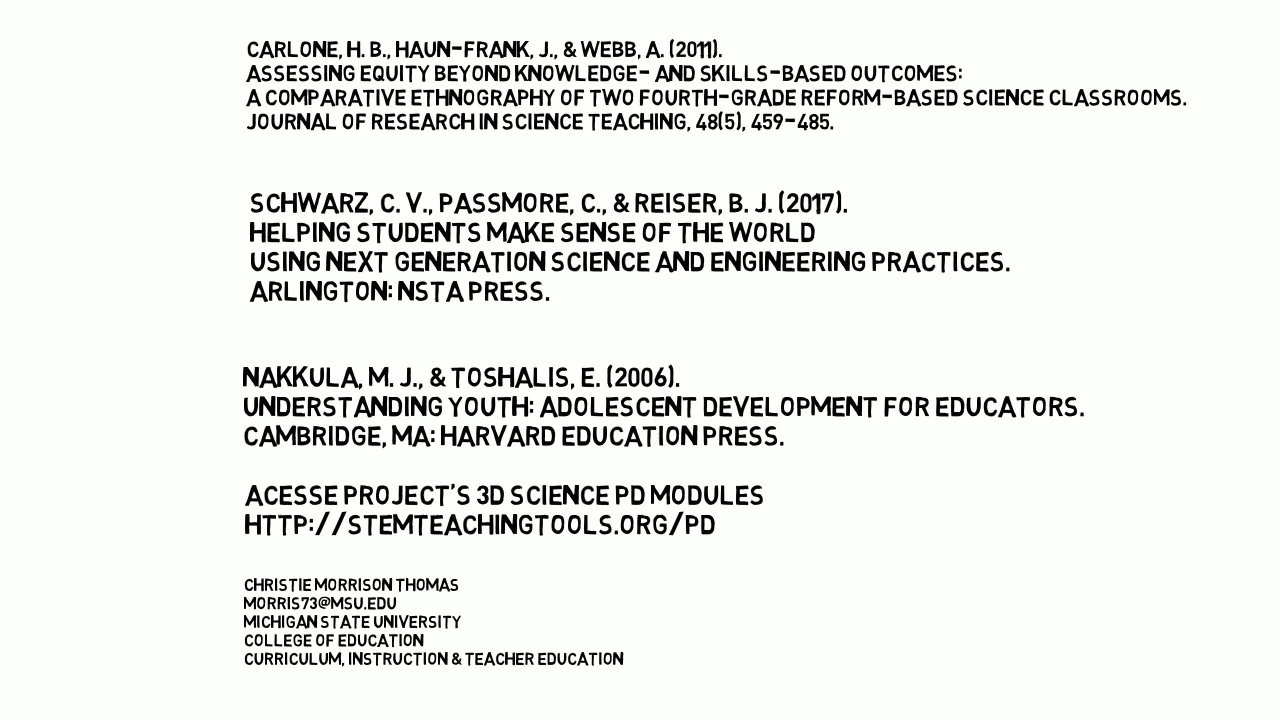 CARLONE, H. B., HAUN-FRANK, J., & WEBB, A. (2011).
ASSESSING EQUITY BEYOND KNOWLEDGE- AND SKILLS-BASED OUTCOMES:
A COMPARATIVE ETHNOGRAPHY OF TWO FOURTH-GRADE REFORM-BASED SCIENCE CLASSROOMS.
JOURNAL OF RESEARCH IN SCIENCE TEACHING, 48(5), 459-485.
SCHWARZ, C. V., PASSMORE, C., & REISER, B. J. (2017).
HELPING STUDENTS MAKE SENSE OF THE WORLD
USING NEXT GENERATION SCIENCE AND ENGINEERING PRACTICES.
ARLINGTON: NSTA PRESS.
NAKKULA, M. J., & TOSHALIS, E. (2006).
UNDERSTANDING YOUTH: ADOLESCENT DEVELOPMENT FOR EDUCATORS.
CAMBRIDGE, MA: HARVARD EDUCATION PRESS.
ACESSE PROJECT'S 3D SCIENCE PD MODULES
HTTP://STEMTEACHINGTOOLS.ORG/PD
CHRISTIE MORRISON THOMAS
MORRIS73@MSU.EDU
MICHIGAN STATE UNIVERSITY
COLLEGE OF EDUCATION
CURRICULUM, INSTRUCTION & TEACHER EDUCATION